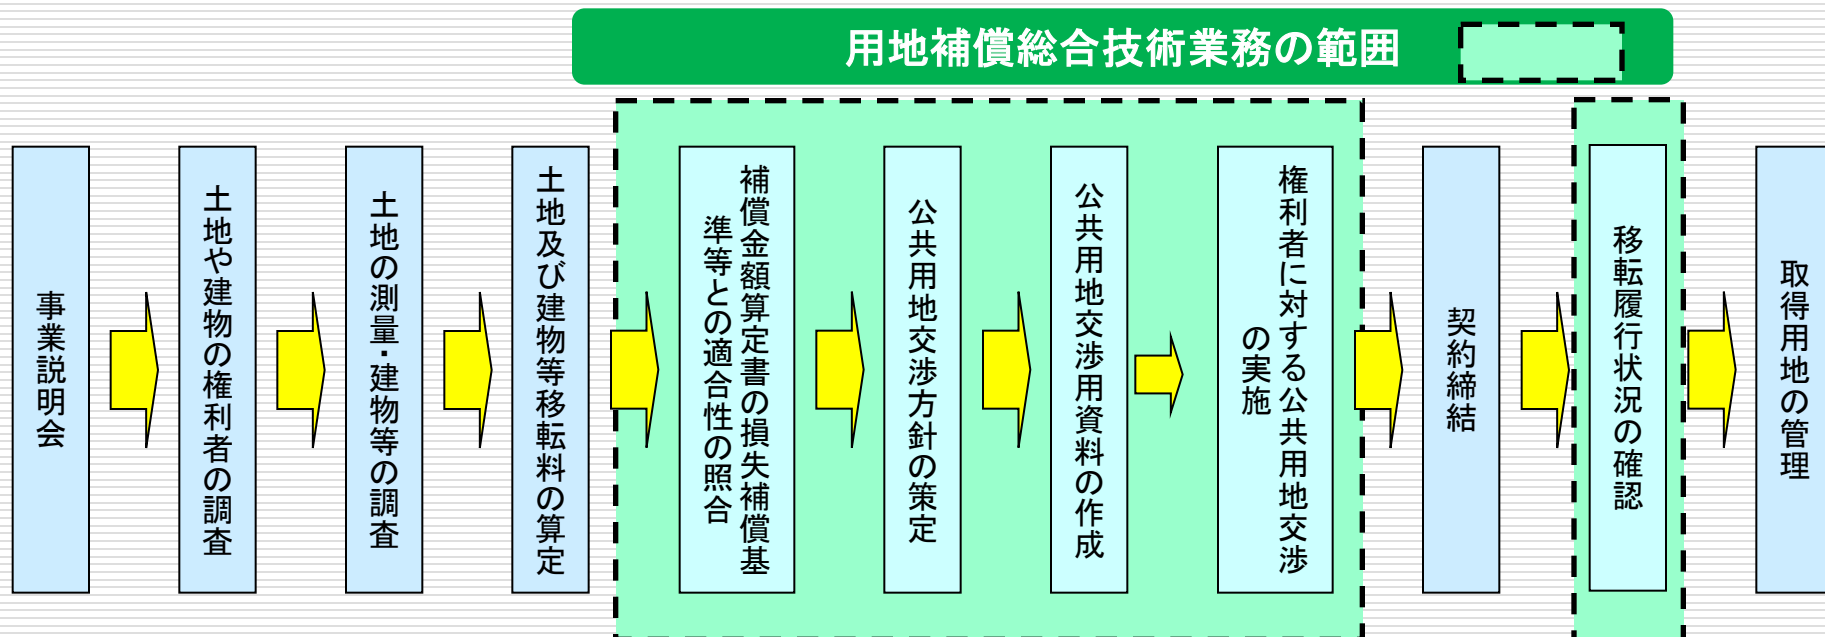 用地補償総合技術業務の範囲
事業説明会
土地や建物の権利者の調査
土地の測量・建物等の調査
土地及び建物等移転料の算定
補償金額算定書の損失補償基
準等との適合性の照合
公共用地交渉方針の策定
公共用地交渉用資料の作成
権利者に対する公共用地交渉
の実施
契約締結
移転履行状況の確認
取得用地の管理